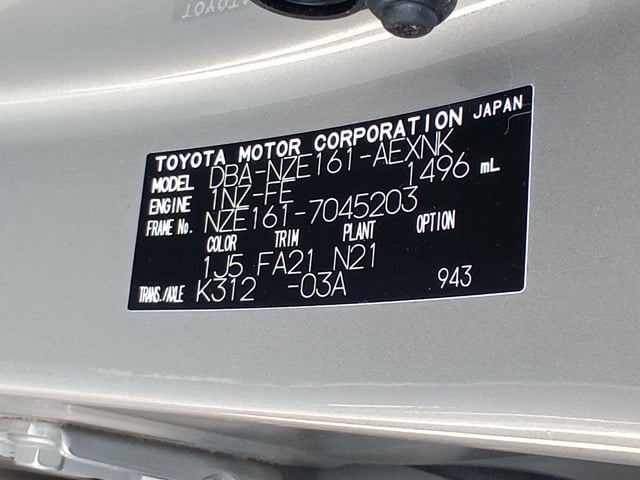 TOYOTA MOTOR CORPORATION JAPAN
MODEL DBA-NZE161-AEXNK
ENGINE 1NZ-FE 1496 mL
FRAME No. NZE161-7045203
COLOR TRIM PLANT OPTION
1J5 FA21 N21
TRANS./AXLE K312 -03A 943